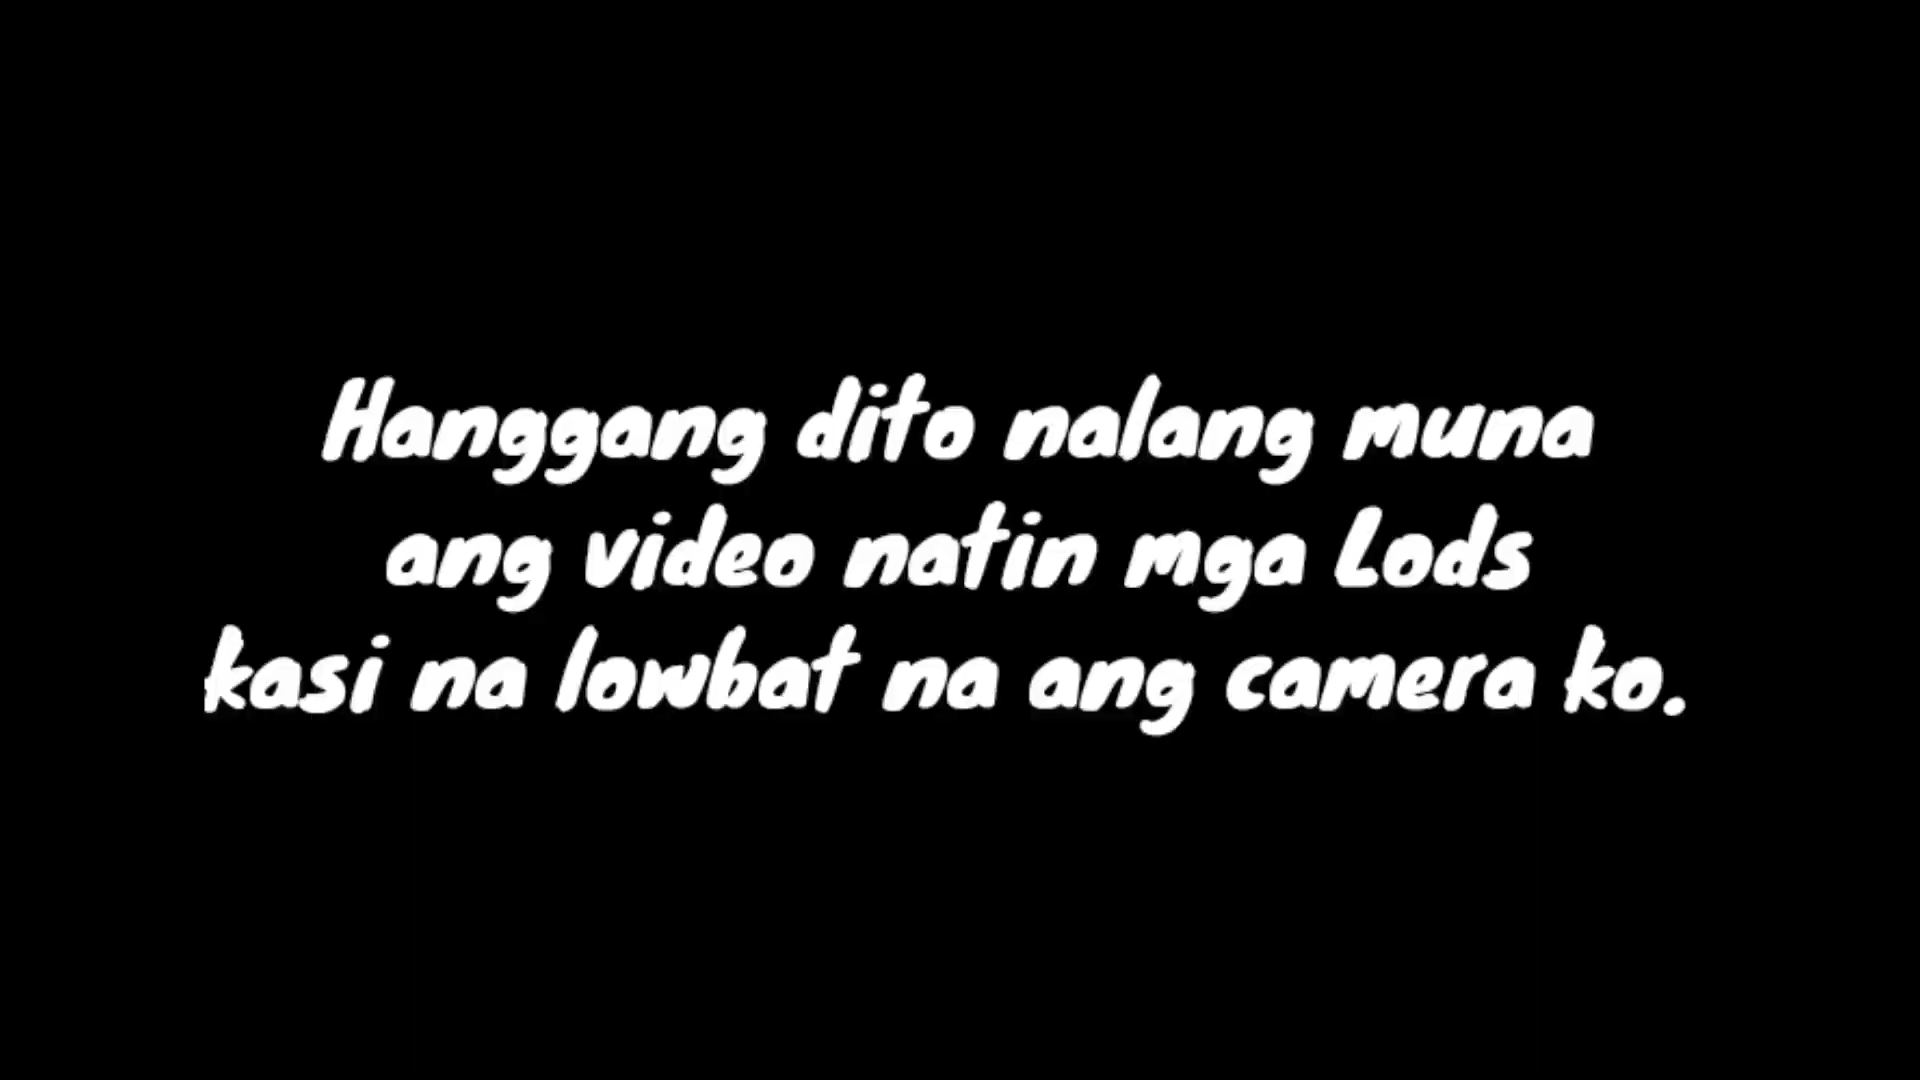 Hanggang dito nalang muna
ang video natin mga Lods
kasi na lowbat na ang camera ko.